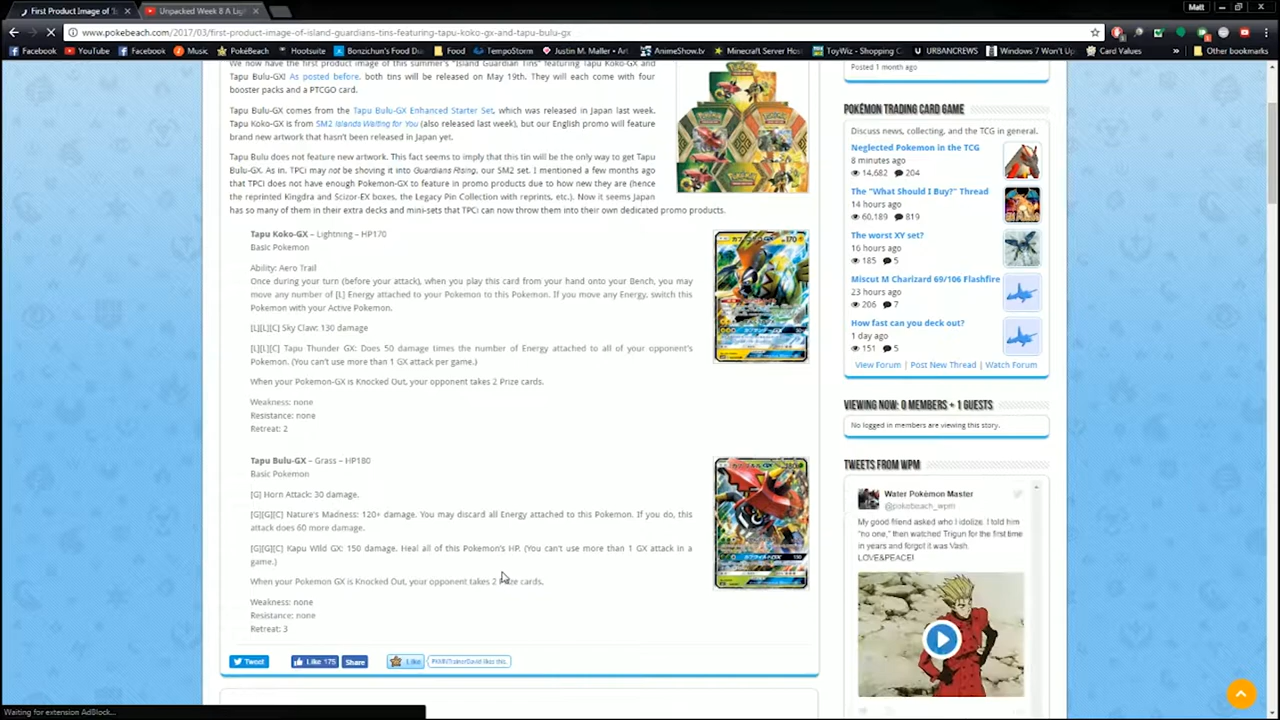 First Product Image of 'Is
Unpacked Week 8 A Ligh
Matt
www.pokebeach.com/2017/03/first-product-image-of-island-guardians-tins-featuring-tapu-koko-gx-and-tapu-bulu-gx
Apps YouTube Facebook Music PokéBeach Hootsuite Bonzichum's Food Du Food TempoStorm Justin M. Maller • Art AnimeShow.tv Minecraft Server Host ToyWiz - Shopping C URBANCREWS Windows 7 Won't Up Card Values » Other bookmarks
We now have the first product image of this summer's "Island Guardian Tins" featuring Tapu Koko-GX and
Tapu Bulu-GX! As posted before, both tins will be released on May 19th. They will each come with four
booster packs and a PTCGO card.
Tapu Bulu-GX comes from the Tapu Bulu-GX Enhanced Starter Set, which was released in Japan last week.
Tapu Koko-GX is from SM2 Islands Waiting for You (also released last week), but our English promo will feature
brand new artwork that hasn't been released in Japan yet.
Tapu Bulu does not feature new artwork. This fact seems to imply that this tin will be the only way to get Tapu
Bulu-GX. As in, TPCi may not be shoving it into Guardians Rising, our SM2 set. I mentioned a few months ago
that TPCi does not have enough Pokemon-GX to feature in promo products due to how new they are (hence
the reprinted Kingdra and Scizor-EX boxes, the Legacy Pin Collection with reprints, etc.). Now it seems Japan
has so many of them in their extra decks and mini-sets that TPCi can now throw them into their own dedicated promo products.
Tapu Koko-GX – Lightning – HP170
Basic Pokemon
Ability: Aero Trail
Once during your turn (before your attack), when you play this card from your hand onto your Bench, you may
move any number of [L] Energy attached to your Pokemon to this Pokemon. If you move any Energy, switch this
Pokemon with your Active Pokemon.
[L][L][C] Sky Claw: 130 damage
[L][L][C] Tapu Thunder GX: Does 50 damage times the number of Energy attached to all of your opponent's
Pokemon. (You can't use more than 1 GX attack per game.)
When your Pokemon-GX is Knocked Out, your opponent takes 2 Prize cards.
Weakness: none
Resistance: none
Retreat: 2
Tapu Bulu-GX – Grass – HP180
Basic Pokemon
[G] Horn Attack: 30 damage.
[G][G][C] Nature's Madness: 120+ damage. You may discard all Energy attached to this Pokemon. If you do, this
attack does 60 more damage.
[G][G][C] Kapu Wild GX: 150 damage. Heal all of this Pokemon's HP. (You can't use more than 1 GX attack in a
game.)
When your Pokemon GX is Knocked Out, your opponent takes 2 Prize cards.
Weakness: none
Resistance: none
Retreat: 3
Tweet Like 175 Share Like PKMNTrainerDavid likes this.
Posted 1 month ago
POKÉMON TRADING CARD GAME
Discuss news, collecting, and the TCG in general.
Neglected Pokemon in the TCG
8 minutes ago
14,682 204
The "What Should I Buy?" Thread
14 hours ago
60,189 819
The worst XY set?
16 hours ago
185 5
Miscut M Charizard 69/106 Flashfire
23 hours ago
206 7
How fast can you deck out?
1 day ago
151 5
View Forum | Post New Thread | Watch Forum
VIEWING NOW: 0 MEMBERS + 1 GUESTS
No logged in members are viewing this story.
TWEETS FROM WPM
Water Pokémon Master
@pokebeach_wpm
My good friend asked who I idolize. I told him
"no one," then watched Trigun for the first time
in years and forgot it was Vash.
LOVE&PEACE!
Waiting for extension AdBlock...